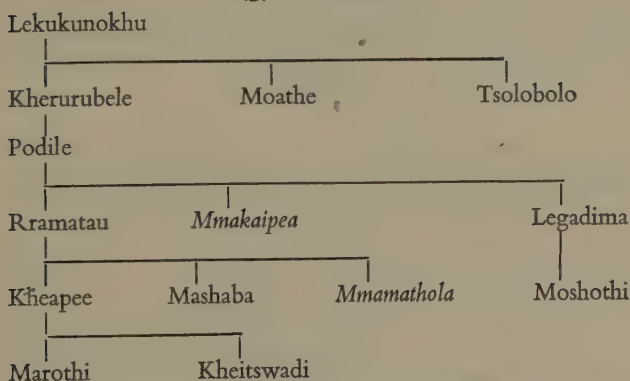 Lekukunokhu
Kherurubele Moathe Tsolobolo
Podile
Rramatau Mmakaipea Legadima
Kheapee Mashaba Mmamathola Moshothi
Marothi Kheitswadi